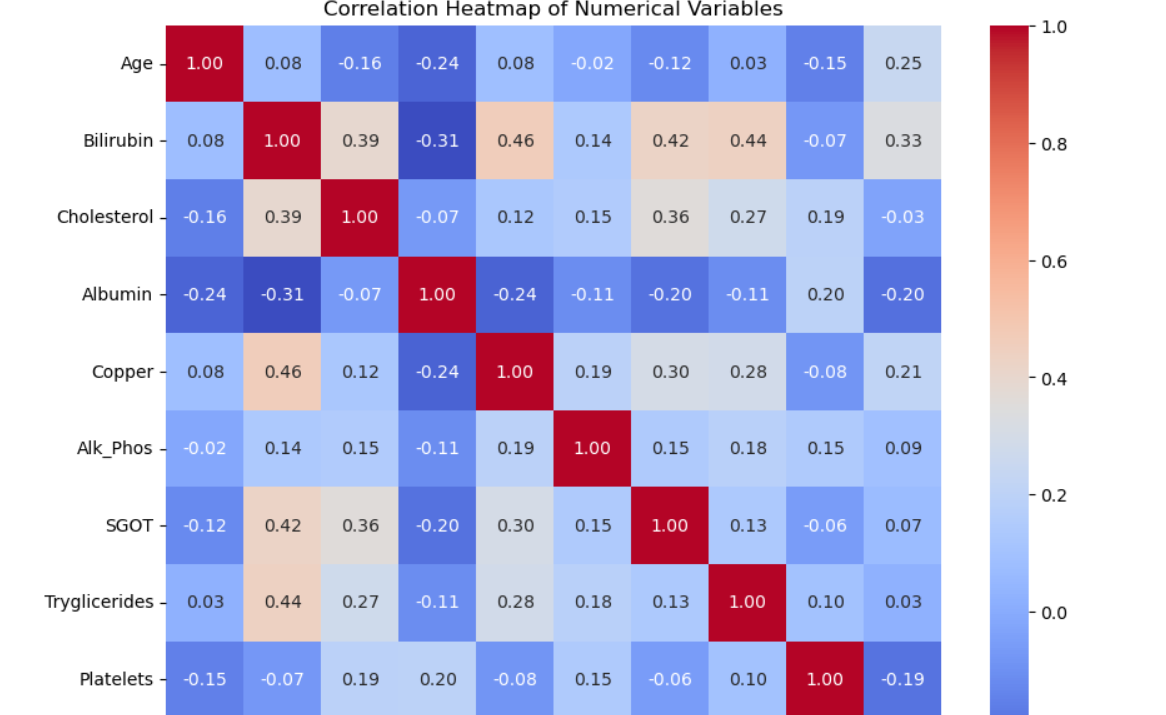 Correlation Heatmap of Numerical Variables
Age 1.00 0.08 -0.16 -0.24 0.08 -0.02 -0.12 0.03 -0.15 0.25
Bilirubin 0.08 1.00 0.39 -0.31 0.46 0.14 0.42 0.44 -0.07 0.33
Cholesterol -0.16 0.39 1.00 -0.07 0.12 0.15 0.36 0.27 0.19 -0.03
Albumin -0.24 -0.31 -0.07 1.00 -0.24 -0.11 -0.20 -0.11 0.20 -0.20
Copper 0.08 0.46 0.12 -0.24 1.00 0.19 0.30 0.28 -0.08 0.21
Alk_Phos -0.02 0.14 0.15 -0.11 0.19 1.00 0.15 0.18 0.15 0.09
SGOT -0.12 0.42 0.36 -0.20 0.30 0.15 1.00 0.13 -0.06 0.07
Tryglicerides 0.03 0.44 0.27 -0.11 0.28 0.18 0.13 1.00 0.10 0.03
Platelets -0.15 -0.07 0.19 0.20 -0.08 0.15 -0.06 0.10 1.00 -0.19
1.0
0.8
0.6
0.4
0.2
0.0